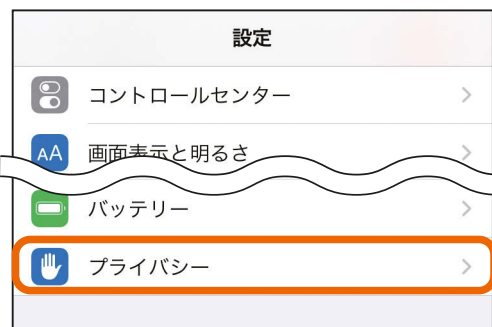 設定
コントロールセンター
AA 画面表示と明るさ
バッテリー
プライバシー